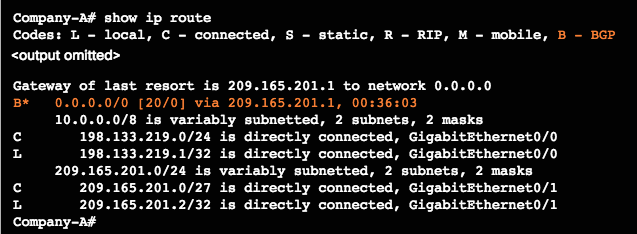 Company-A# show ip route
Codes: L - local, C - connected, S - static, R - RIP, M - mobile, B - BGP
<output omitted>
Gateway of last resort is 209.165.201.1 to network 0.0.0.0
B* 0.0.0.0/0 [20/0] via 209.165.201.1, 00:36:03
10.0.0.0/8 is variably subnetted, 2 subnets, 2 masks
C 198.133.219.0/24 is directly connected, GigabitEthernet0/0
L 198.133.219.1/32 is directly connected, GigabitEthernet0/0
209.165.201.0/24 is variably subnetted, 2 subnets, 2 masks
C 209.165.201.0/27 is directly connected, GigabitEthernet0/1
L 209.165.201.2/32 is directly connected, GigabitEthernet0/1
Company-A#